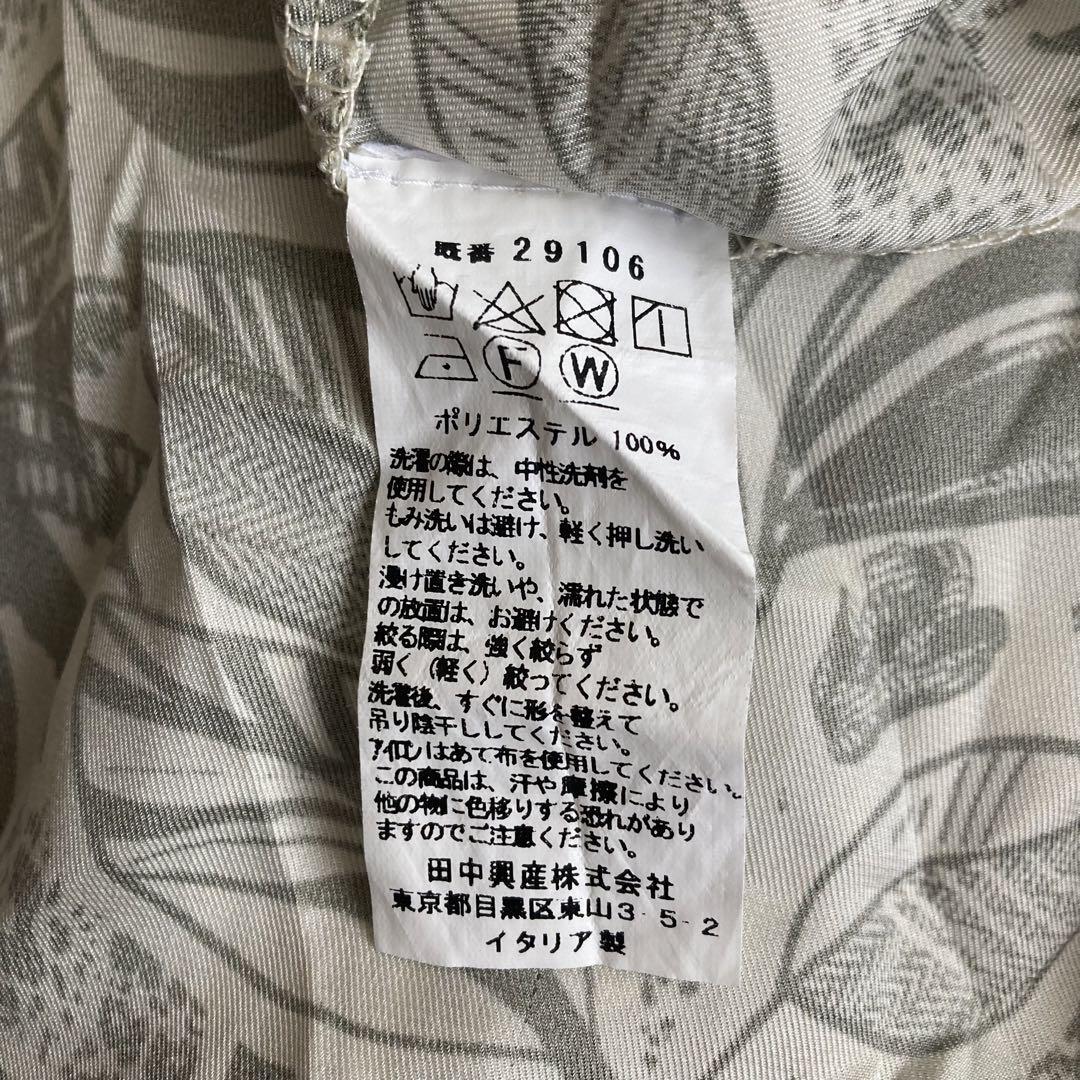 既番 29106
F W
ポリエステル 100%
洗濯の際は、中性洗剤を
使用してください。
もみ洗いは避け、軽く押し洗い
してください。
浸け置き洗いや、濡れた状態で
の放置は、お避けください。
絞る際は、強く絞らず
弱く(軽く)絞ってください。
洗濯後、すぐに形を整えて
吊り陰干ししてください。
アイロンはあて布を使用してください。
この商品は、汗や摩擦により
他の物に色移りする恐れがあり
ますのでご注意ください。
田中興産株式会社
東京都目黒区東山3-5-2
イタリア製